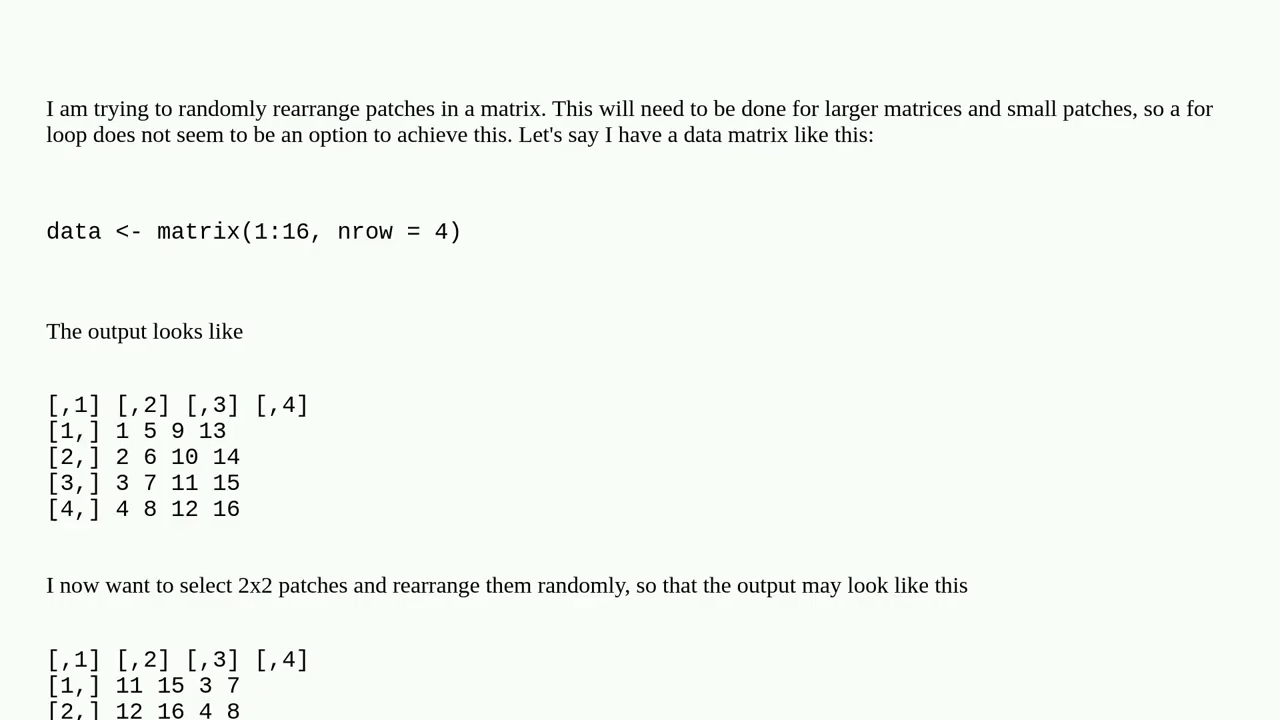 I am trying to randomly rearrange patches in a matrix. This will need to be done for larger matrices and small patches, so a for
loop does not seem to be an option to achieve this. Let's say I have a data matrix like this:
data <- matrix(1:16, nrow = 4)
The output looks like
[,1] [,2] [,3] [,4]
[1,] 1 5 9 13
[2,] 2 6 10 14
[3,] 3 7 11 15
[4,] 4 8 12 16
I now want to select 2x2 patches and rearrange them randomly, so that the output may look like this
[,1] [,2] [,3] [,4]
[1,] 11 15 3 7
[2,] 12 16 4 8